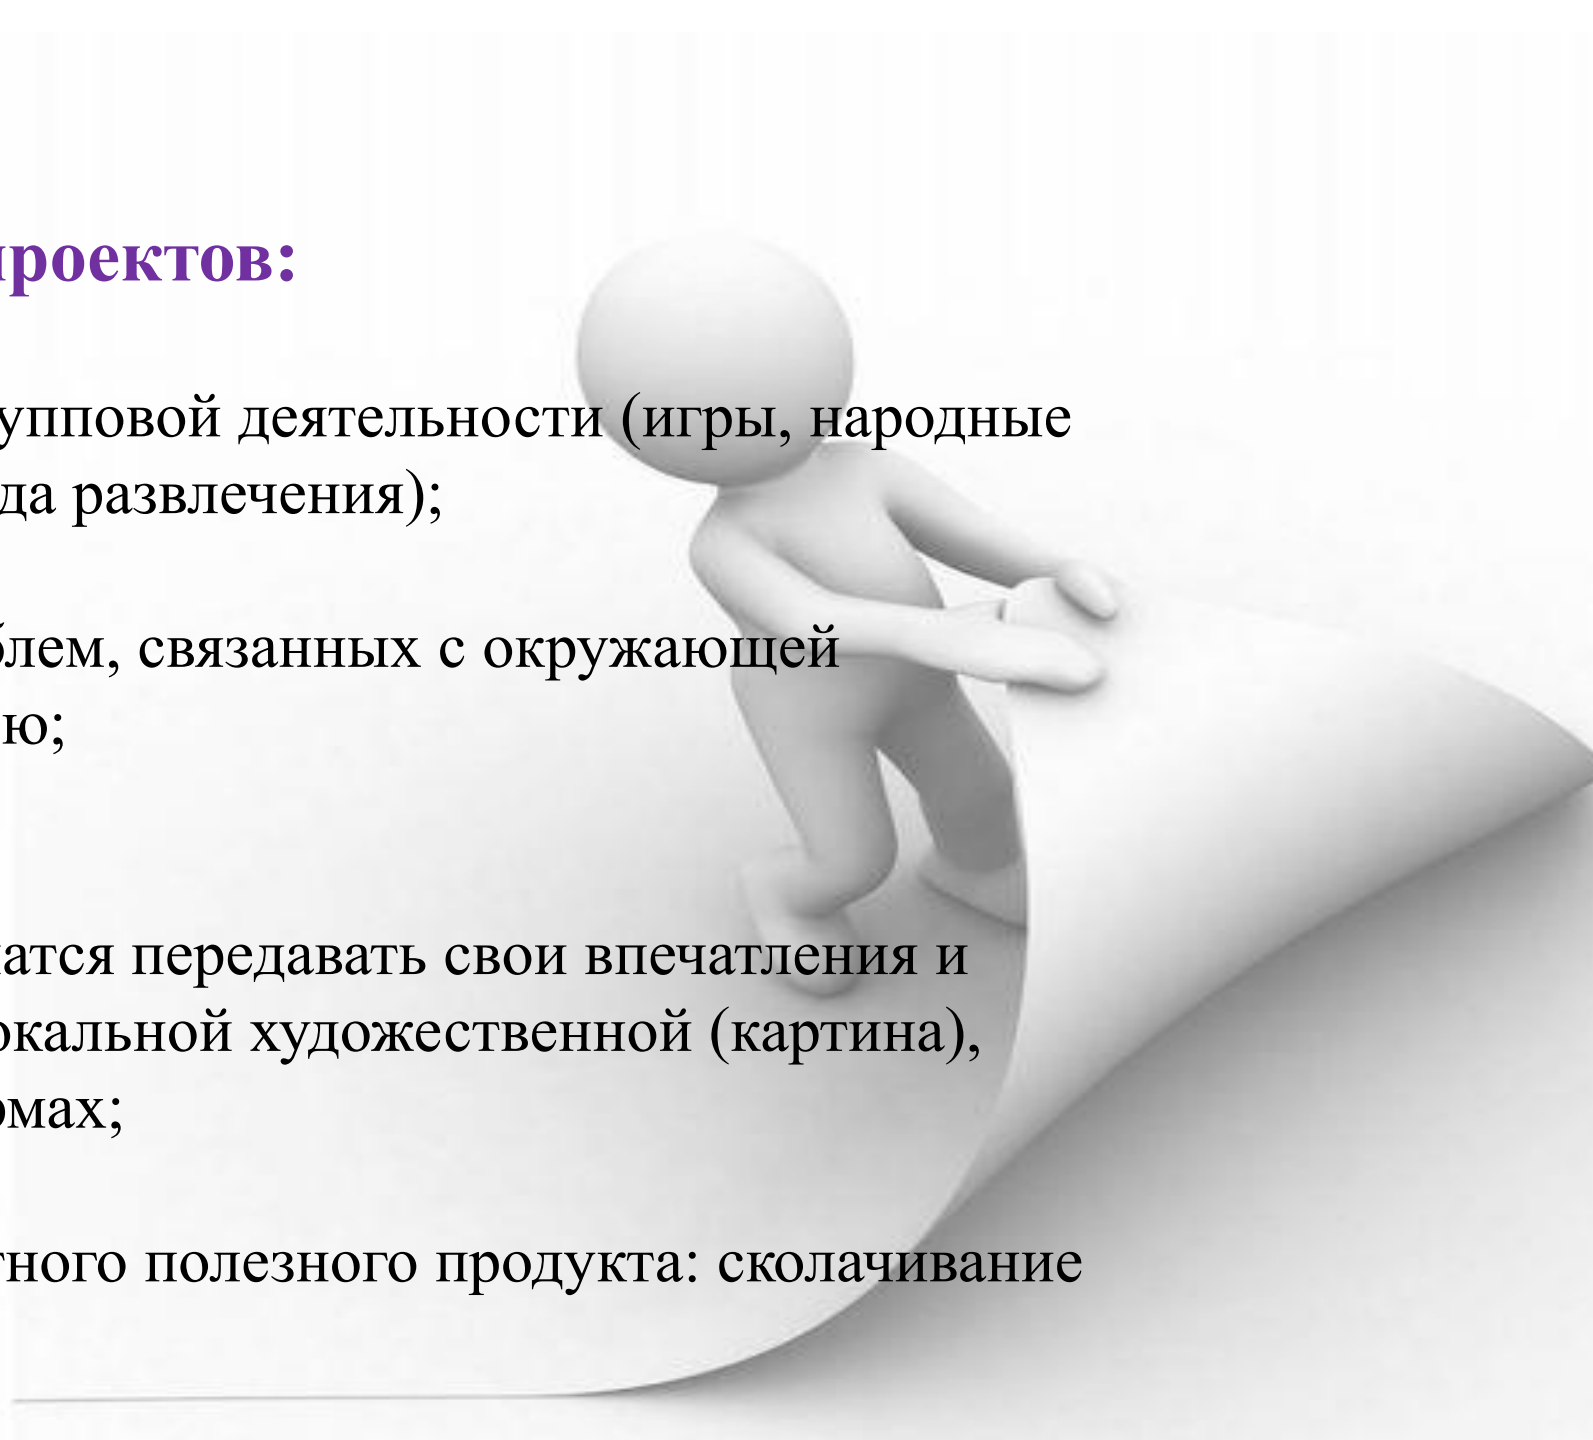 проектов:
упповой деятельности (игры, народные
да развлечения);
блем, связанных с окружающей
ю;
атся передавать свои впечатления и
окальной художественной (картина),
рмах;
тного полезного продукта: сколачивание